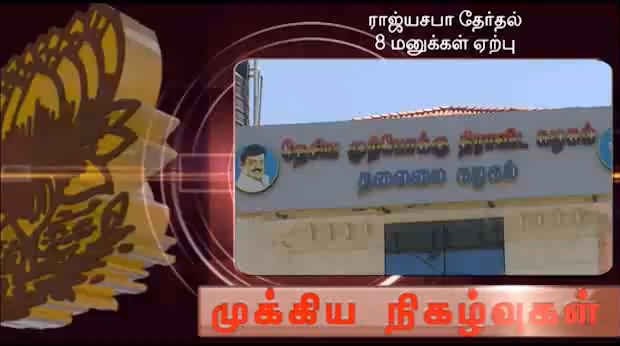 ராஜ்யசபா தேர்தல்
8 மனுக்கள் ஏற்பு
தேசிய முற்போக்கு திராவிட கழகம்
தலைமை கழகம்
முக்கிய நிகழ்வுகள்